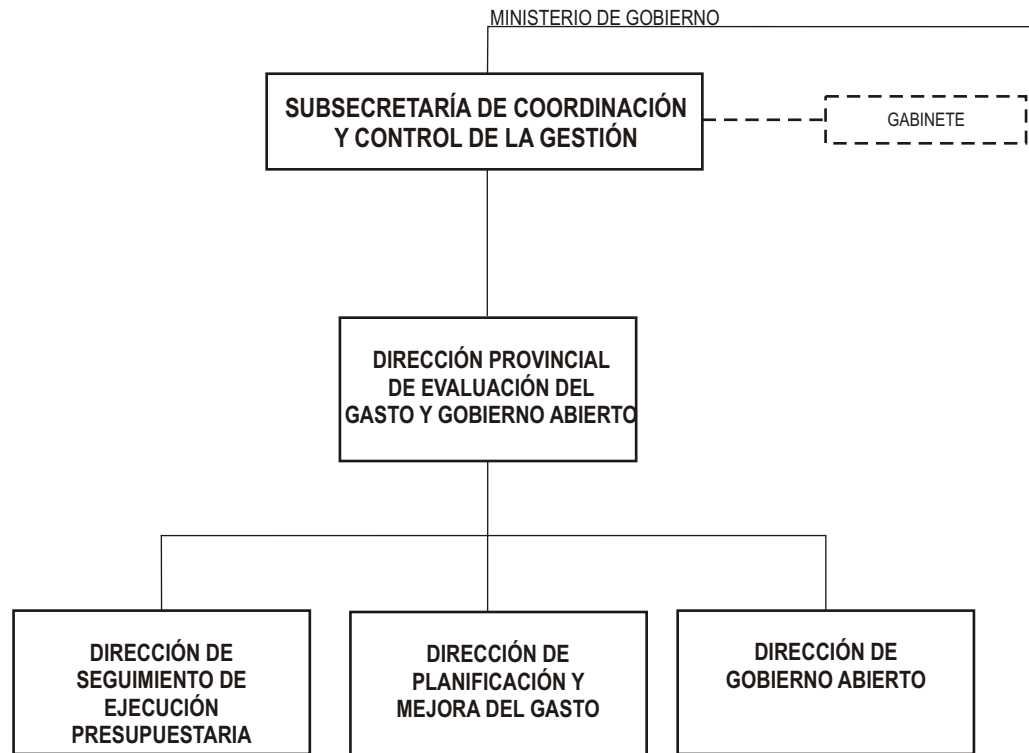 MINISTERIO DE GOBIERNO
SUBSECRETARÍA DE COORDINACIÓN
Y CONTROL DE LA GESTIÓN
GABINETE
DIRECCIÓN PROVINCIAL
DE EVALUACIÓN DEL
GASTO Y GOBIERNO ABIERTO
DIRECCIÓN DE
SEGUIMIENTO DE
EJECUCIÓN
PRESUPUESTARIA
DIRECCIÓN DE
PLANIFICACIÓN Y
MEJORA DEL GASTO
DIRECCIÓN DE
GOBIERNO ABIERTO